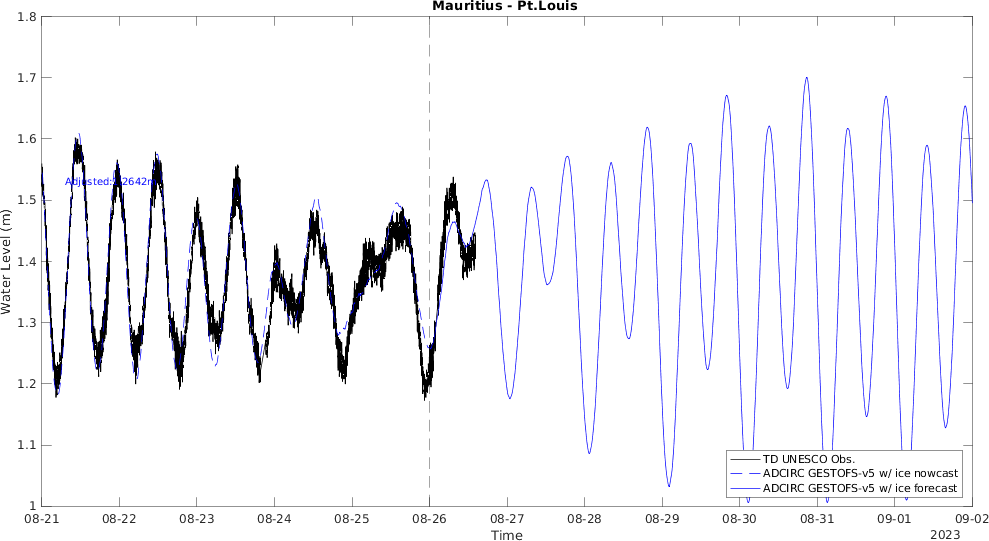 Mauritius - Pt.Louis
Water Level (m)
1.8
1.7
1.6
1.5
1.4
1.3
1.2
1.1
1
Adjusted:
2642m
TD UNESCO Obs.
ADCIRC GESTOFS-v5 w/ ice nowcast
ADCIRC GESTOFS-v5 w/ ice forecast
08-21 08-22 08-23 08-24 08-25 08-26 08-27 08-28 08-29 08-30 08-31 09-01 09-02
Time
2023